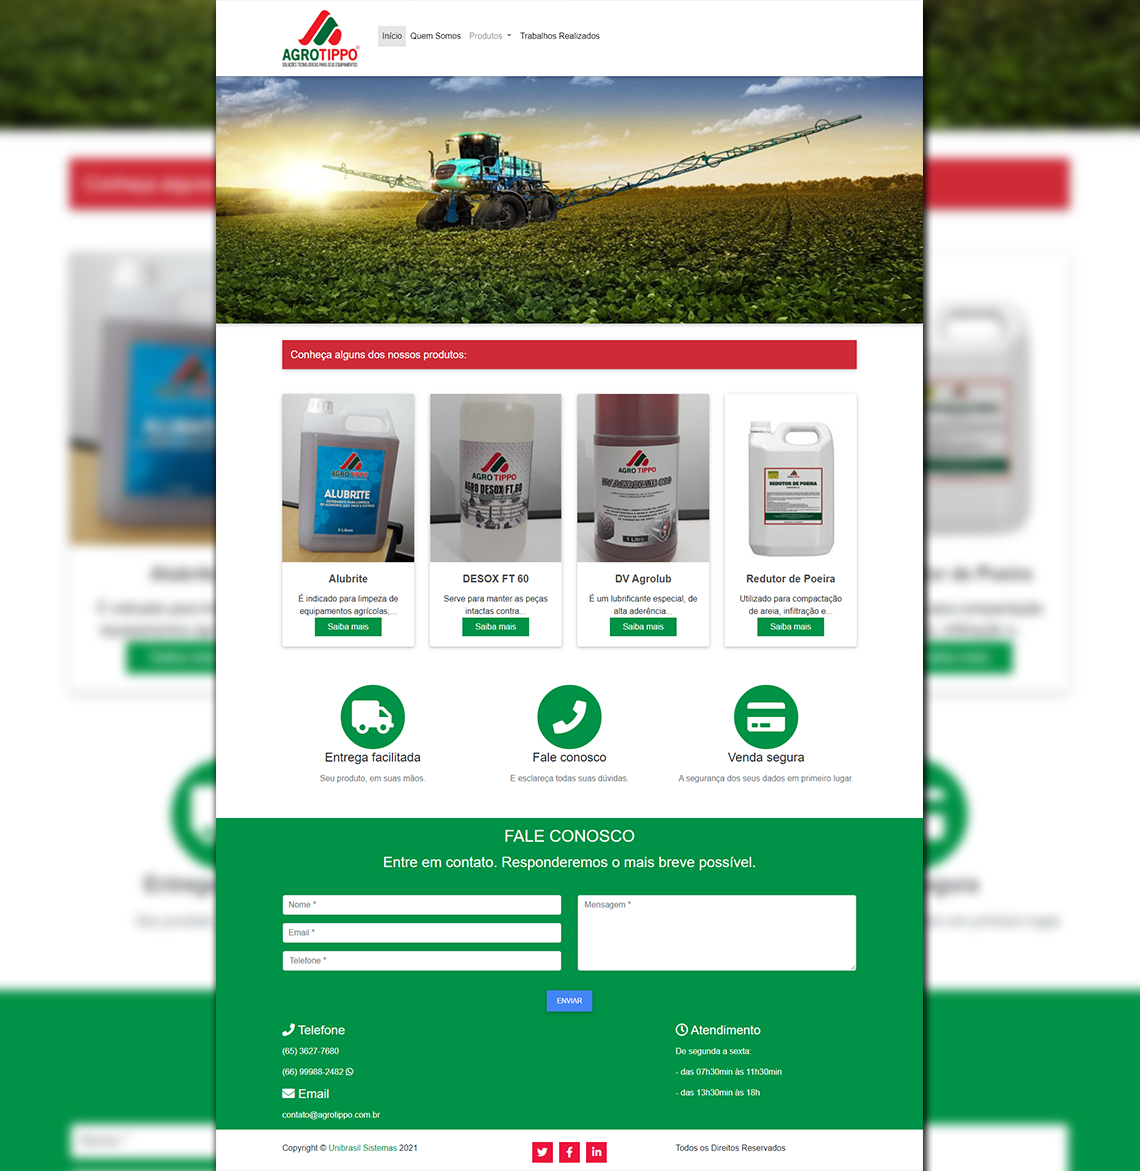 AGROTIPPO
SOLUÇÕES TECNOLÓGICAS PARA SEUS EQUIPAMENTOS
Início Quem Somos Produtos Trabalhos Realizados
Conheça alguns dos nossos produtos:
AGROTIPPO
ALUBRITE
DETERGENTE PARA LIMPEZA
5 Litros
AGRO TIPPO
AGRO DESOX FT 60
AGRO TIPPO
1 Litro
REDUTOR DE POEIRA
Alubrite
DESOX FT 60
DV Agrolub
Redutor de Poeira
É indicado para limpeza de
equipamentos agrícolas,...
Serve para manter as peças
intactas contra...
É um lubrificante especial, de
alta aderência...
Utilizado para compactação
de areia, infiltração e...
Saiba mais
Saiba mais
Saiba mais
Saiba mais
Entrega facilitada
Seu produto, em suas mãos.
Fale conosco
E esclareça todas suas dúvidas.
Venda segura
A segurança dos seus dados em primeiro lugar.
FALE CONOSCO
Entre em contato. Responderemos o mais breve possível.
Nome *
Email *
Telefone *
Mensagem *
ENVIAR
Telefone
(65) 3627-7680
(66) 99988-2482
Email
contato@agrotippo.com.br
Atendimento
De segunda a sexta:
- das 07h30min às 11h30min
- das 13h30min às 18h
Copyright © Unibrasil Sistemas 2021
Todos os Direitos Reservados